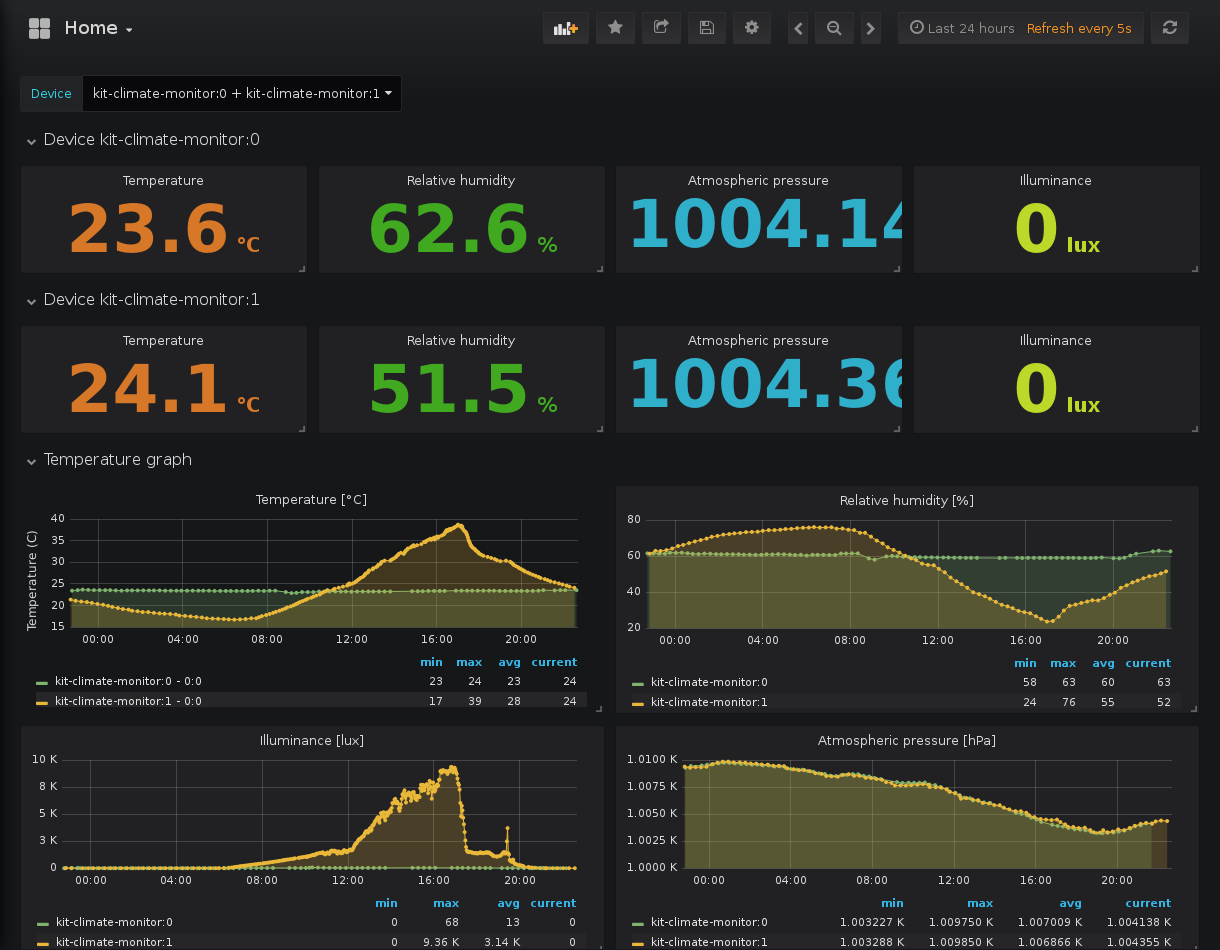 Home
Last 24 hours Refresh every 5s
Device kit-climate-monitor:0 + kit-climate-monitor:1
Device kit-climate-monitor:0
Temperature Relative humidity Atmospheric pressure Illuminance
23.6 °C 62.6 % 1004.14 0 lux
Device kit-climate-monitor:1
Temperature Relative humidity Atmospheric pressure Illuminance
24.1 °C 51.5 % 1004.36 0 lux
Temperature graph
Temperature [°C]
Temperature (C)
40
35
30
25
20
15
00:00 04:00 08:00 12:00 16:00 20:00
min max avg current
kit-climate-monitor:0 - 0:0 23 24 23 24
kit-climate-monitor:1 - 0:0 17 39 28 24
Relative humidity [%]
80
60
40
20
00:00 04:00 08:00 12:00 16:00 20:00
min max avg current
kit-climate-monitor:0 58 63 60 63
kit-climate-monitor:1 24 76 55 52
Illuminance [lux]
10 K
8 K
5 K
3 K
0
00:00 04:00 08:00 12:00 16:00 20:00
min max avg current
kit-climate-monitor:0 0 68 13 0
kit-climate-monitor:1 0 9.36 K 3.14 K 0
Atmospheric pressure [hPa]
1.0100 K
1.0075 K
1.0050 K
1.0025 K
1.0000 K
00:00 04:00 08:00 12:00 16:00 20:00
min max avg current
kit-climate-monitor:0 1.003227 K 1.009750 K 1.007009 K 1.004138 K
kit-climate-monitor:1 1.003288 K 1.009850 K 1.006866 K 1.004355 K